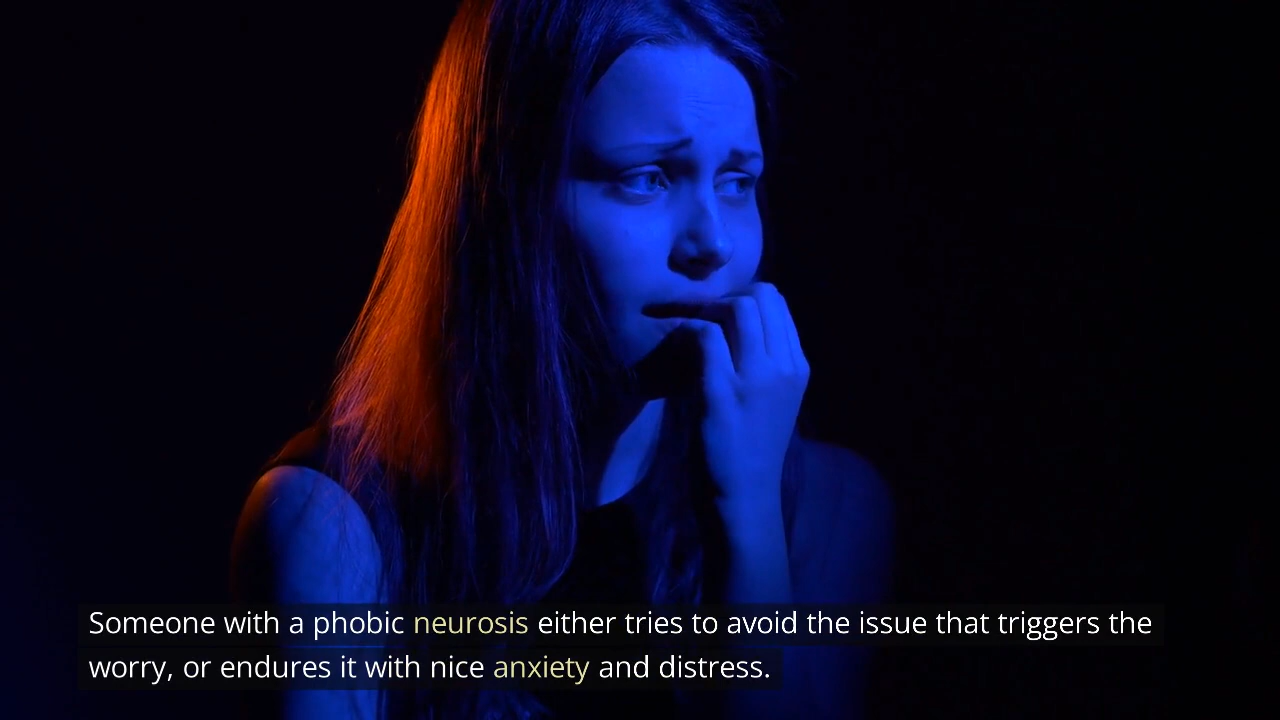 Someone with a phobic neurosis either tries to avoid the issue that triggers the
worry, or endures it with nice anxiety and distress.